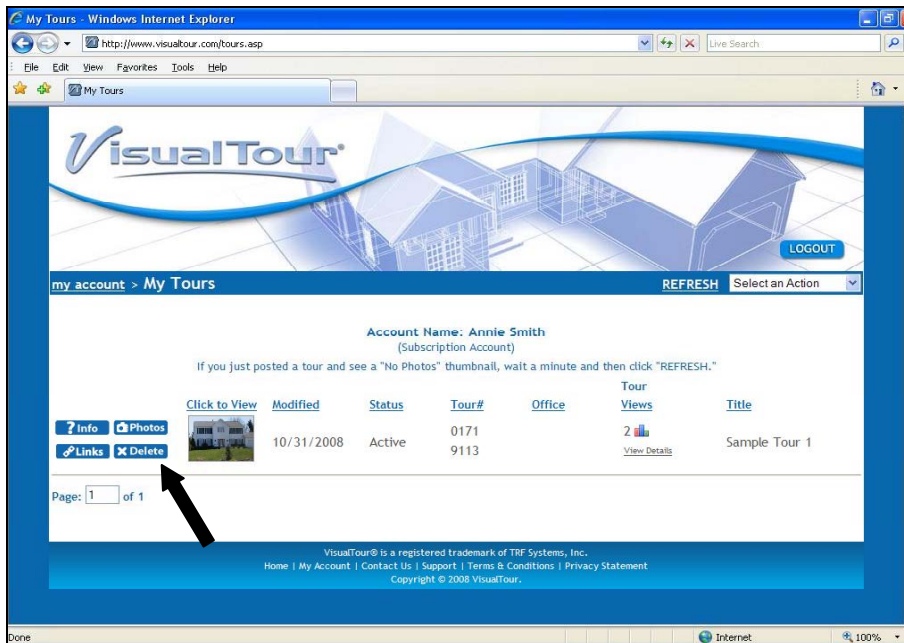 My Tours - Windows Internet Explorer
http://www.visualtour.com/tours.asp
Live Search
File Edit View Favorites Tools Help
My Tours
VisualTour®
LOGOUT
my account > My Tours REFRESH Select an Action
Account Name: Annie Smith
(Subscription Account)
If you just posted a tour and see a "No Photos" thumbnail, wait a minute and then click "REFRESH."
Click to View Modified Status Tour# Office Tour Views Title
? Info Photos
Links X Delete
10/31/2008 Active 0171 9113 2 View Details Sample Tour 1
Page: 1 of 1
VisualTour® is a registered trademark of TRF Systems, Inc.
Home | My Account | Contact Us | Support | Terms & Conditions | Privacy Statement
Copyright © 2008 VisualTour.
Done Internet 100%